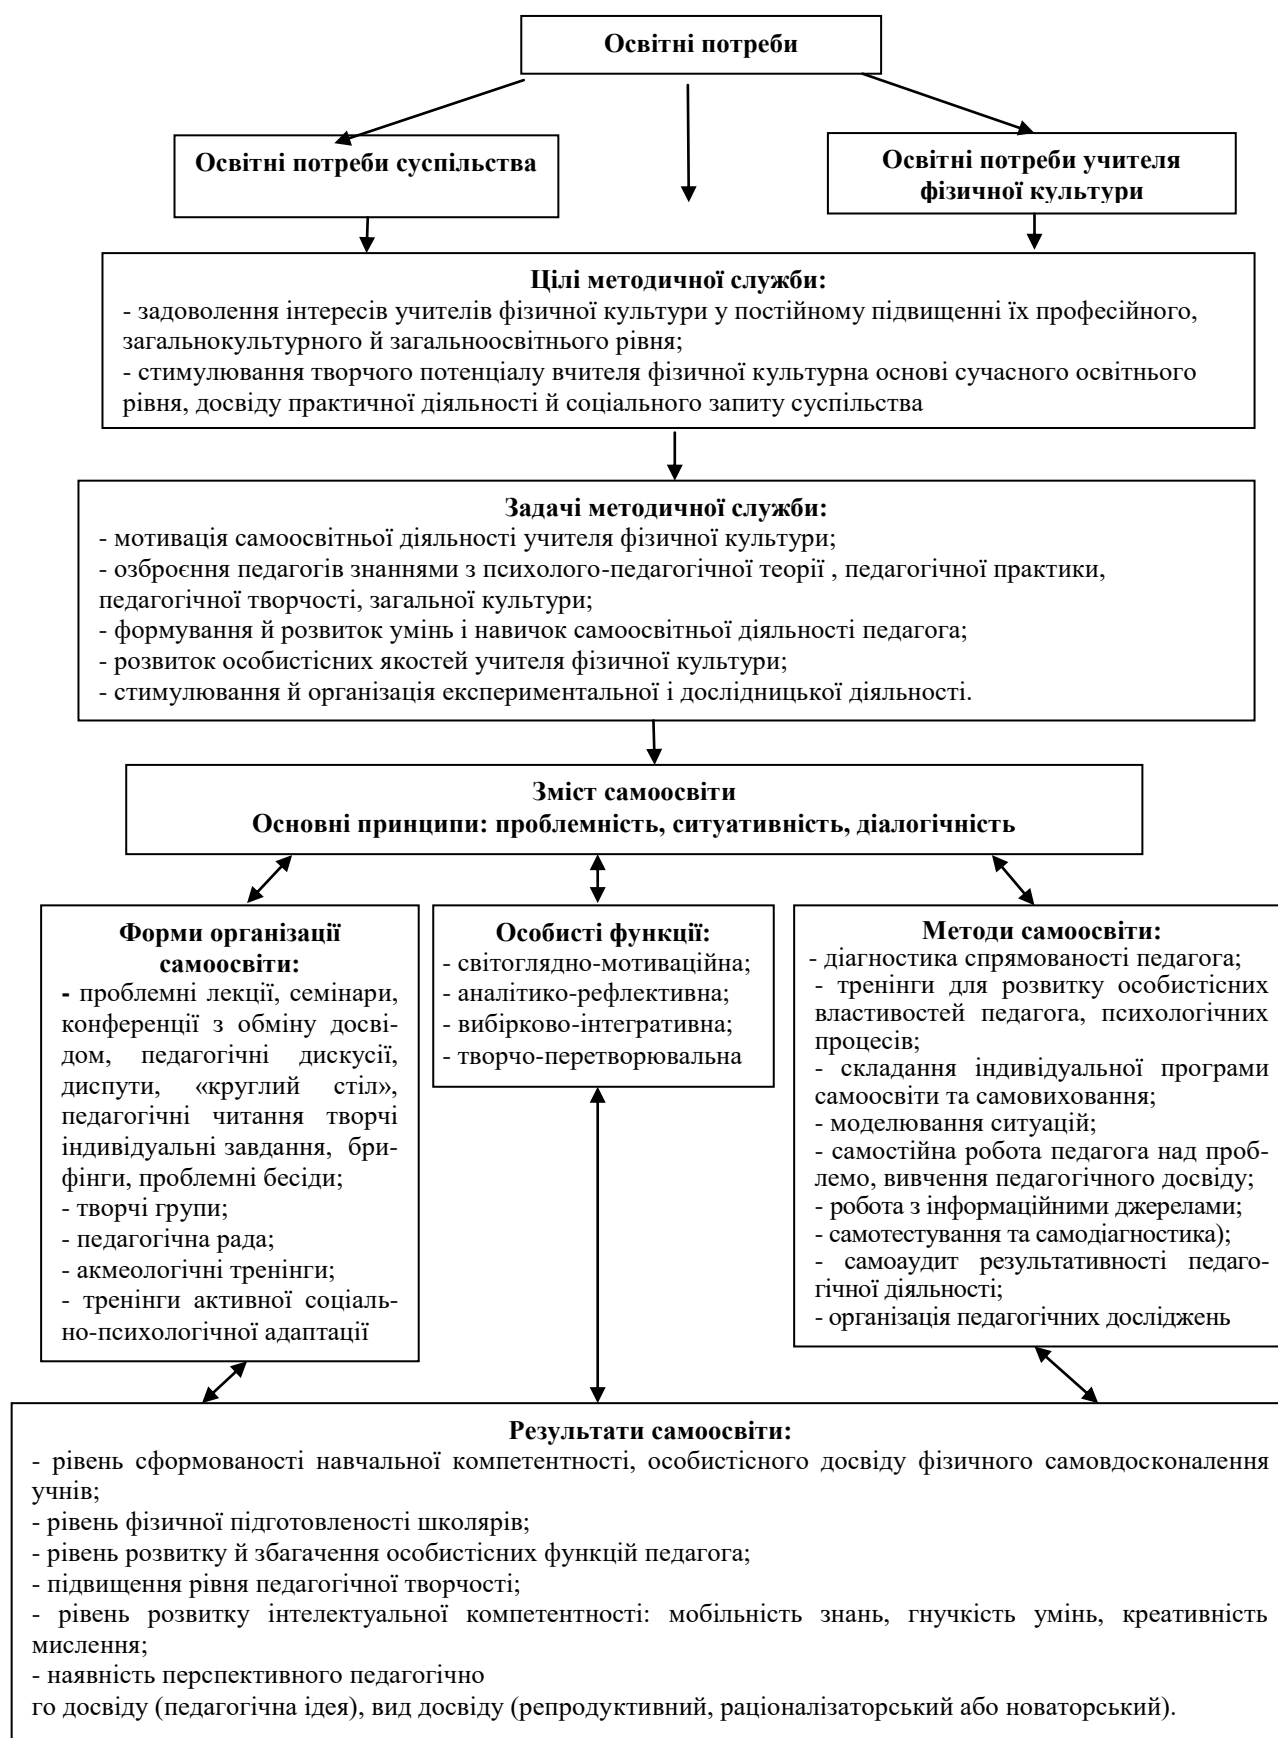 Освітні потреби
Освітні потреби суспільства
Освітні потреби учителя
фізичної культури
Цілі методичної служби:
- задоволення інтересів учителів фізичної культури у постійному підвищенні їх професійного,
загальнокультурного й загальноосвітнього рівня;
- стимулювання творчого потенціалу вчителя фізичної культурна основі сучасного освітнього
рівня, досвіду практичної діяльності й соціального запиту суспільства
Задачі методичної служби:
- мотивація самоосвітньої діяльності учителя фізичної культури;
- озброєння педагогів знаннями з психолого-педагогічної теорії , педагогічної практики,
педагогічної творчості, загальної культури;
- формування й розвиток умінь і навичок самоосвітньої діяльності педагога;
- розвиток особистісних якостей учителя фізичної культури;
- стимулювання й організація експериментальної і дослідницької діяльності.
Зміст самоосвіти
Основні принципи: проблемність, ситуативність, діалогічність
Форми організації
самоосвіти:
- проблемні лекції, семінари,
конференції з обміну досві-
дом, педагогічні дискусії,
диспути, «круглий стіл»,
педагогічні читання творчі
індивідуальні завдання, бри-
фінги, проблемні бесіди;
- творчі групи;
- педагогічна рада;
- акмеологічні тренінги;
- тренінги активної соціаль-
но-психологічної адаптації
Особисті функції:
- світоглядно-мотиваційна;
- аналітико-рефлективна;
- вибірково-інтегративна;
- творчо-перетворювальна
Методи самоосвіти:
- діагностика спрямованості педагога;
- тренінги для розвитку особистісних
властивостей педагога, психологічних
процесів;
- складання індивідуальної програми
самоосвіти та самовиховання;
- моделювання ситуацій;
- самостійна робота педагога над проб-
лемо, вивчення педагогічного досвіду;
- робота з інформаційними джерелами;
- самотестування та самодіагностика);
- самоаудит результативності педаго-
гічної діяльності;
- організація педагогічних досліджень
Результати самоосвіти:
- рівень сформованості навчальної компетентності, особистісного досвіду фізичного самовдосконалення
учнів;
- рівень фізичної підготовленості школярів;
- рівень розвитку й збагачення особистісних функцій педагога;
- підвищення рівня педагогічної творчості;
- рівень розвитку інтелектуальної компетентності: мобільність знань, гнучкість умінь, креативність
мислення;
- наявність перспективного педагогічно
го досвіду (педагогічна ідея), вид досвіду (репродуктивний, раціоналізаторський або новаторський).